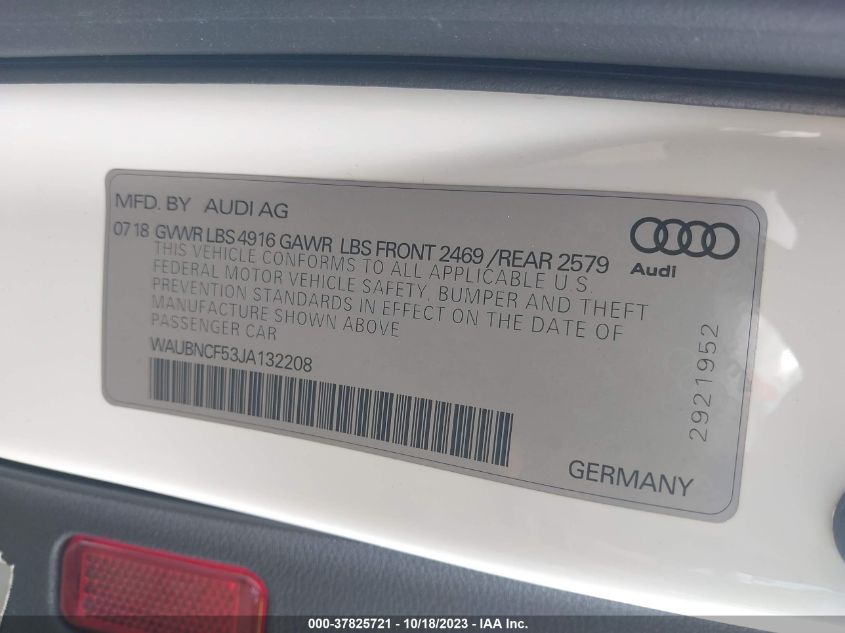 MFD. BY AUDI AG
07 18 GVWR LBS 4916 GAWR LBS FRONT 2469 /REAR 2579
THIS VEHICLE CONFORMS TO ALL APPLICABLE U.S.
FEDERAL MOTOR VEHICLE SAFETY, BUMPER AND THEFT
PREVENTION STANDARDS IN EFFECT ON THE DATE OF
MANUFACTURE SHOWN ABOVE
PASSENGER CAR
WAUBNCF53JA132208
Audi
2921952
GERMANY
000-37825721 - 10/18/2023 - IAA Inc.